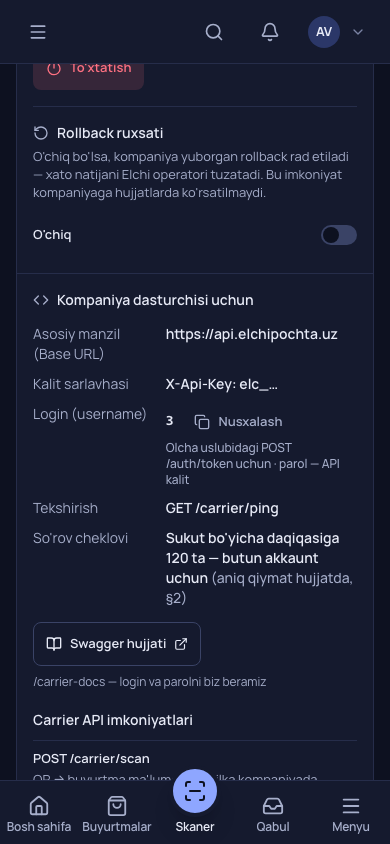 AV
To'xtatish
Rollback ruxsati
O'chiq bo'lsa, kompaniya yuborgan rollback rad etiladi
— xato natijani Elchi operatori tuzatadi. Bu imkoniyat
kompaniyaga hujjatlarda ko'rsatilmaydi.
O'chiq
Kompaniya dasturchisi uchun
Asosiy manzil
(Base URL)
https://api.elchipochta.uz
Kalit sarlavhasi
X-Api-Key: elc_…
Login (username)
3
Nusxalash
Olcha uslubidagi POST
/auth/token uchun · parol — API
kalit
Tekshirish
GET /carrier/ping
So'rov cheklovi
Sukut bo'yicha daqiqasiga
120 ta — butun akkaunt
uchun (aniq qiymat hujjatda,
§2)
Swagger hujjati
/carrier-docs — login va parolni biz beramiz
Carrier API imkoniyatlari
POST /carrier/scan
QR → buyurtma ma'lum kompaniyada
Bosh sahifa
Buyurtmalar
Skaner
Qabul
Menyu